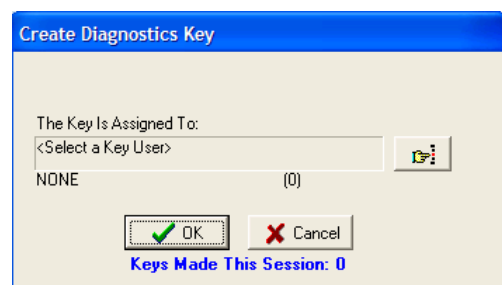 Create Diagnostics Key
The Key Is Assigned To:
<Select a Key User>
NONE (0)
OK Cancel
Keys Made This Session: 0